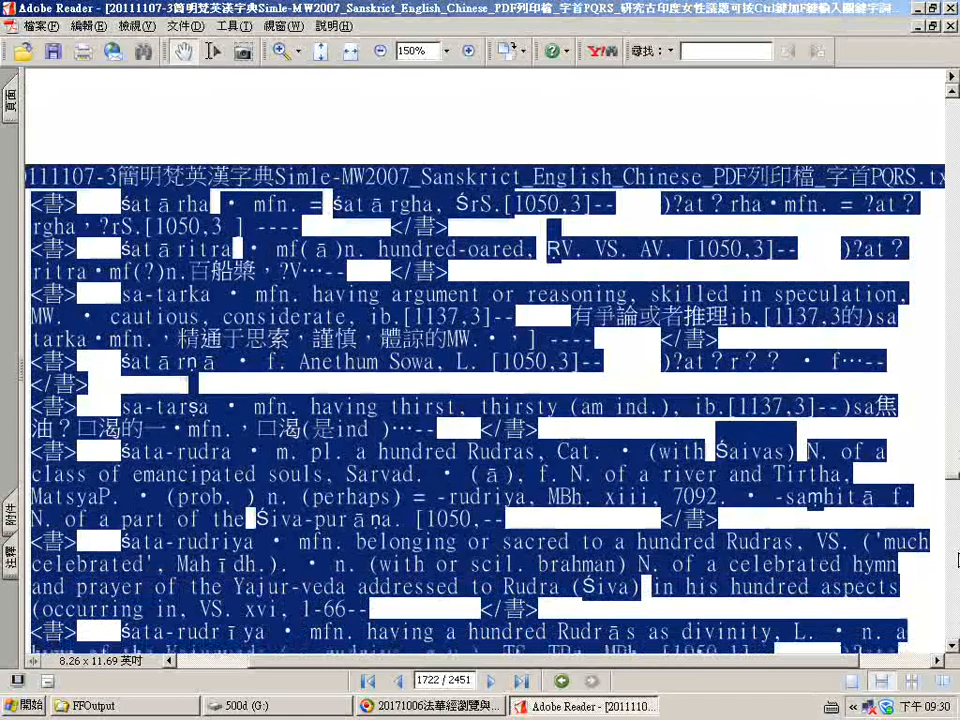 Adobe Reader - [20111107-3簡明梵英漢字典Simle-MW2007_Sanskrit_English_Chinese_PDF列印檔_字首PQRS_研究古印度女性議題可按Ctrl鍵加F鍵輸入關鍵字詞...
檔案(F) 編輯(E) 檢視(V) 文件(D) 工具(T) 視窗(W) 說明(H)
150% Y! 尋找：
頁面
111107-3簡明梵英漢字典Simle-MW2007_Sanskrict_English_Chinese_PDF列印檔_字首PQRS.tx
<書> śatārha • mfn. = śatārgha, ŚrS.[1050,3]-- )?at？rha•mfn. = ?at？
rgha，?rS.[1050,3 ] ---- </書>
<書> śatāritra • mf(ā)n. hundred-oared, ṚV. VS. AV. [1050,3]-- )?at？
ritra•mf(?)n.百船槳，?V…-- </書>
<書> sa-tarka • mfn. having argument or reasoning, skilled in speculation,
MW. • cautious, considerate, ib.[1137,3]-- 有爭論或者推理ib.[1137,3的)sa
tarka•mfn.，精通于思索，謹慎，體諒的MW.•，] ---- </書>
<書> śatārṇā • f. Anethum Sowa, L. [1050,3]-- )?at？r？？ • f…--
</書>
<書> sa-tarṣa • mfn. having thirst, thirsty (am ind.), ib.[1137,3]--)sa焦
油？口渴的一•mfn.，口渴(是ind )…-- </書>
<書> śata-rudra • m. pl. a hundred Rudras, Cat. • (with Śaivas) N. of a
class of emancipated souls, Sarvad. • (ā), f. N. of a river and Tirtha,
MatsyaP. • (prob. ) n. (perhaps) = -rudriya, MBh. xiii, 7092. • -saṃhitā f.
N. of a part of the Śiva-purāṇa. [1050,-- </書>
<書> śata-rudriya • mfn. belonging or sacred to a hundred Rudras, VS. ('much
celebrated', Mahīdh.). • n. (with or scil. brahman) N. of a celebrated hymn
and prayer of the Yajur-veda addressed to Rudra (Śiva) in his hundred aspects
(occurring in, VS. xvi, 1-66-- </書>
<書> śata-rudrīya • mfn. having a hundred Rudrās as divinity, L. • n. a
附件
注釋
8.26 x 11.69 英吋
1722 / 2451
開始 FFOutput 500d (G:) 20171006法華經瀏覽與... Adobe Reader - [2011110... 下午 09:30